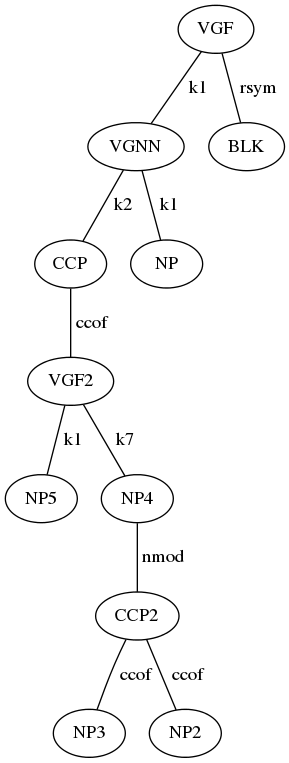 VGF
k1 rsym
VGNN BLK
k2 k1
CCP NP
ccof
VGF2
k1 k7
NP5 NP4
nmod
CCP2
ccof ccof
NP3 NP2